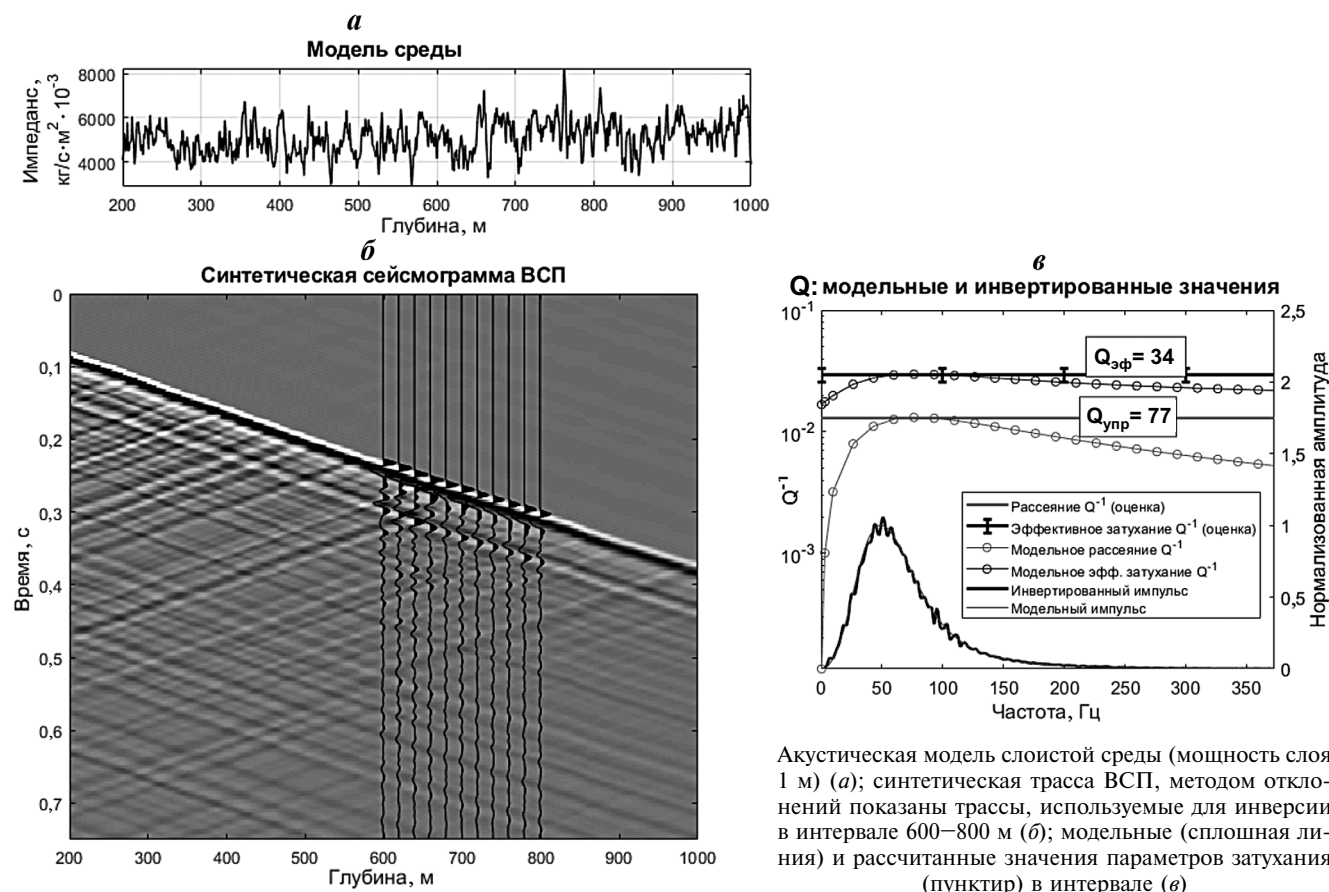 а
Модель среды
Импеданс,
кг/с·м² · 10⁻³
8000
6000
4000
200 300 400 500 600 700 800 900 1000
Глубина, м
б
Синтетическая сейсмограмма ВСП
Время, с
0
0,1
0,2
0,3
0,4
0,5
0,6
0,7
200 300 400 500 600 700 800 900 1000
Глубина, м
в
Q: модельные и инвертированные значения
Q⁻¹
10⁻¹
10⁻²
10⁻³
Qэф= 34
Qупр= 77
Рассеяние Q⁻¹ (оценка)
Эффективное затухание Q⁻¹ (оценка)
Модельное рассеяние Q⁻¹
Модельное эфф. затухание Q⁻¹
Инвертированный импульс
Модельный импульс
2,5
2
1,5
1
0,5
0
Нормализованная амплитуда
0 50 100 150 200 250 300 350
Частота, Гц
Акустическая модель слоистой среды (мощность слоя
1 м) (а); синтетическая трасса ВСП, методом откло-
нений показаны трассы, используемые для инверсии
в интервале 600–800 м (б); модельные (сплошная ли-
ния) и рассчитанные значения параметров затухания
(пунктир) в интервале (в)